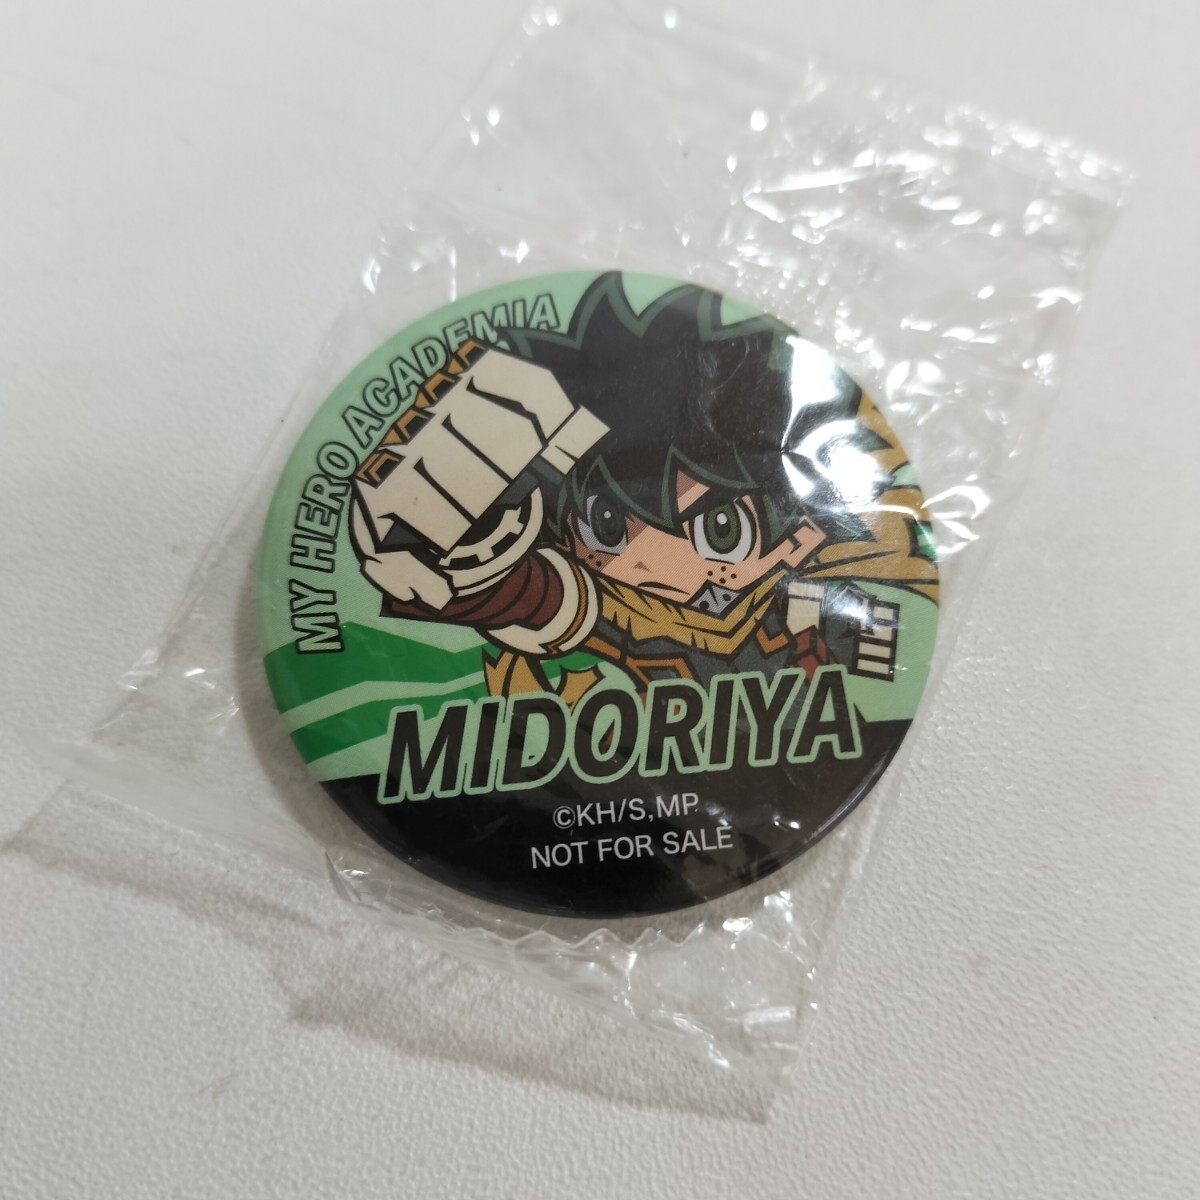 MY HERO ACADEMIA
MIDORIYA
©KH/S,MP
NOT FOR SALE